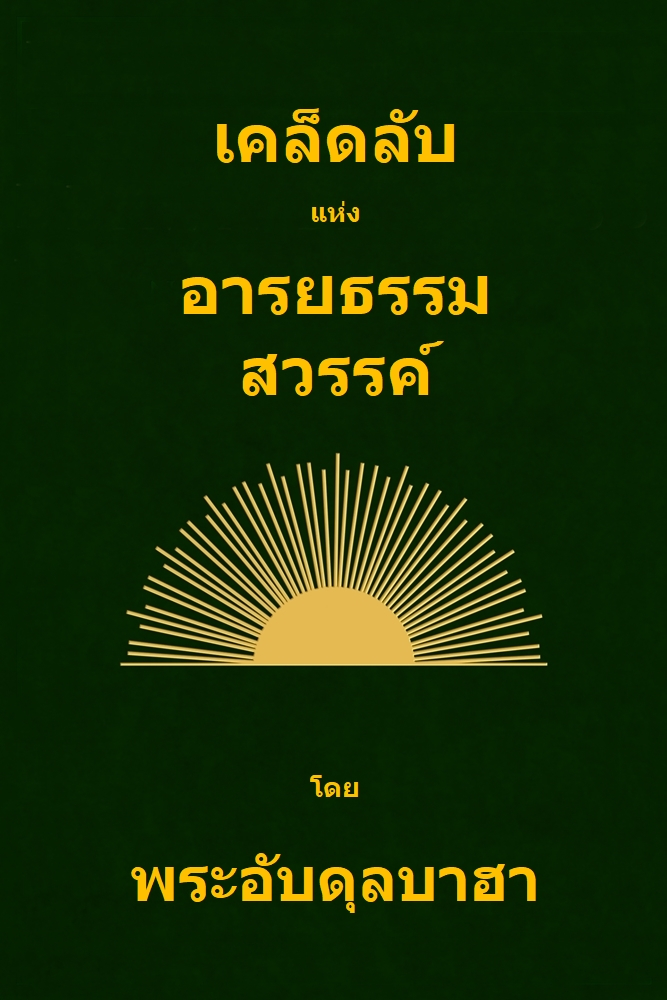 เคล็ดลับ
แห่ง
อารยธรรม
สวรรค์
โดย
พระอับดุลบาฮา